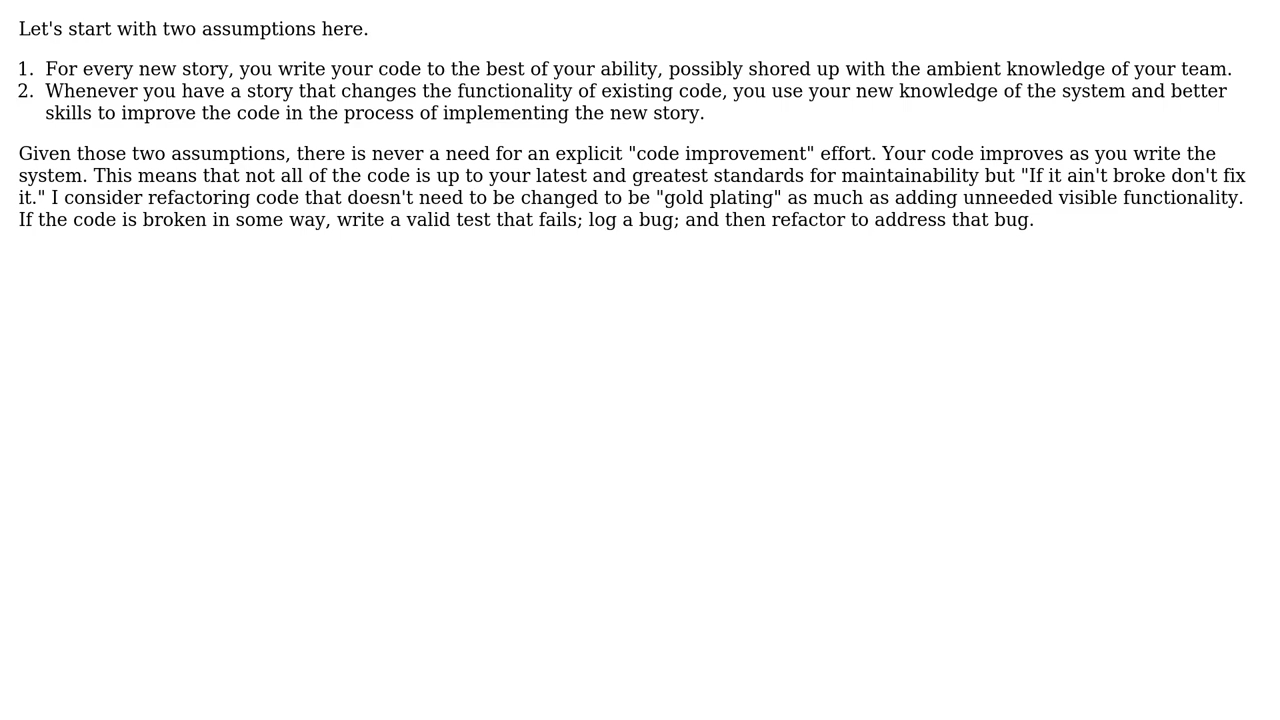 Let's start with two assumptions here.
1. For every new story, you write your code to the best of your ability, possibly shored up with the ambient knowledge of your team.
2. Whenever you have a story that changes the functionality of existing code, you use your new knowledge of the system and better
skills to improve the code in the process of implementing the new story.
Given those two assumptions, there is never a need for an explicit "code improvement" effort. Your code improves as you write the
system. This means that not all of the code is up to your latest and greatest standards for maintainability but "If it ain't broke don't fix
it." I consider refactoring code that doesn't need to be changed to be "gold plating" as much as adding unneeded visible functionality.
If the code is broken in some way, write a valid test that fails; log a bug; and then refactor to address that bug.